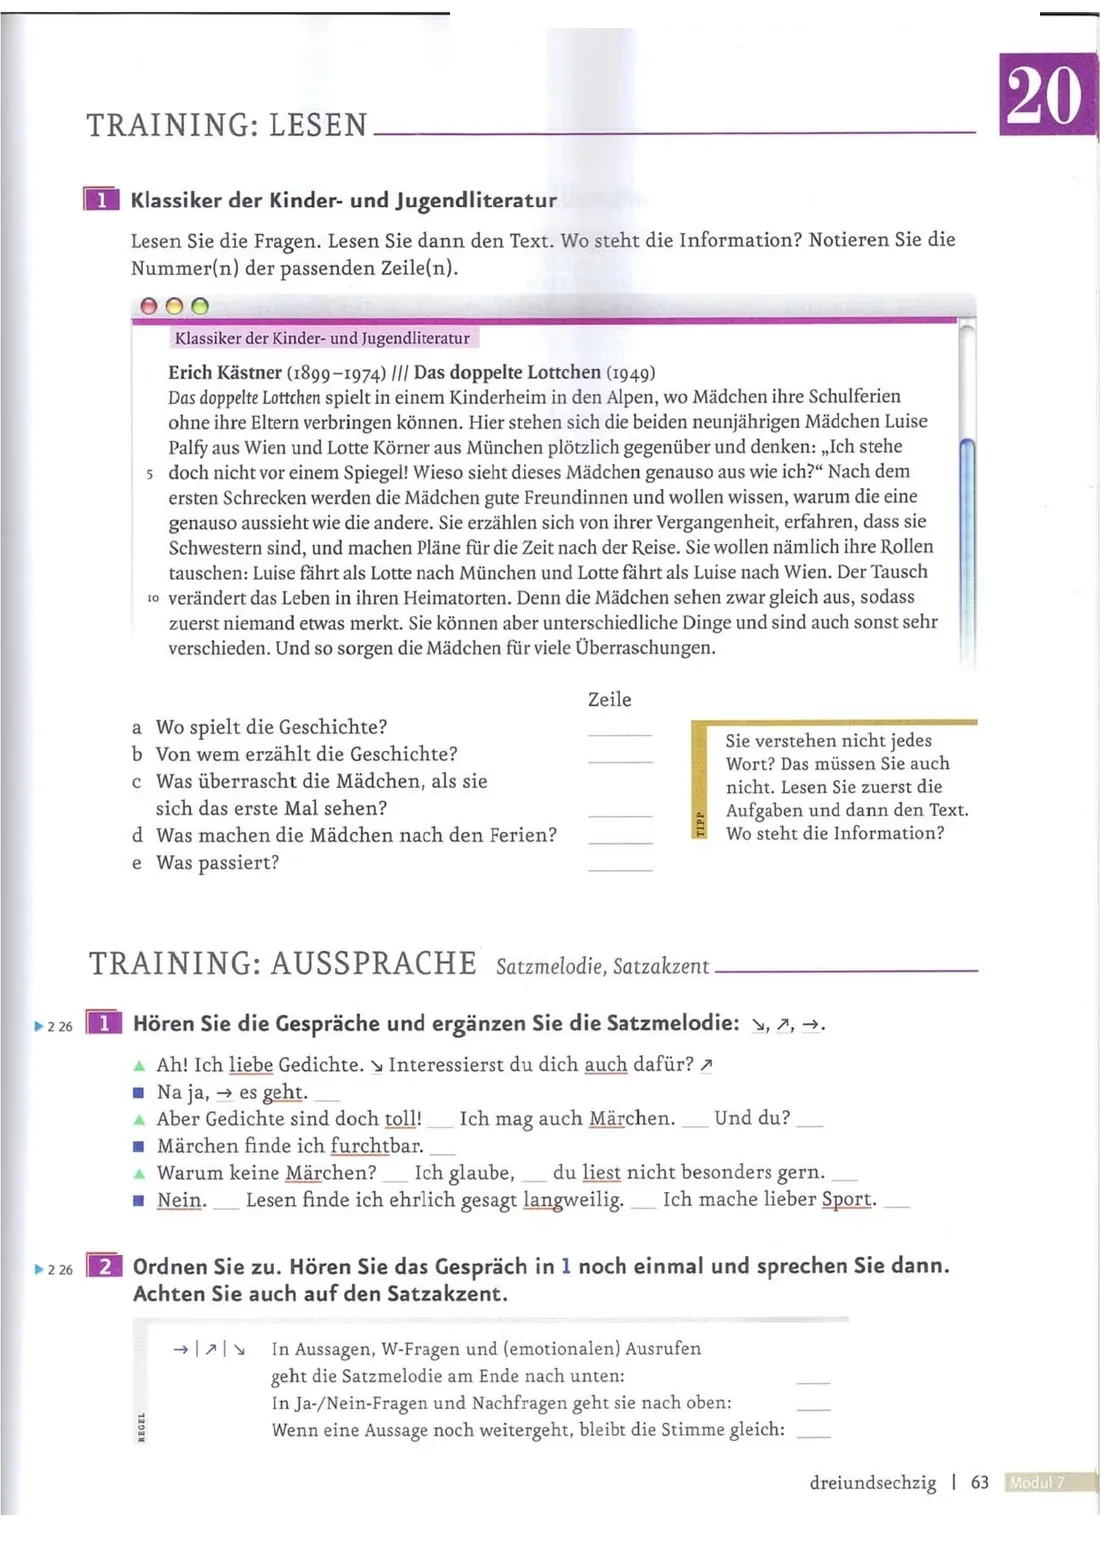 20
TRAINING: LESEN
1 Klassiker der Kinder- und Jugendliteratur
Lesen Sie die Fragen. Lesen Sie dann den Text. Wo steht die Information? Notieren Sie die
Nummer(n) der passenden Zeile(n).
Klassiker der Kinder- und Jugendliteratur
Erich Kästner (1899–1974) /// Das doppelte Lottchen (1949)
Das doppelte Lottchen spielt in einem Kinderheim in den Alpen, wo Mädchen ihre Schulferien
ohne ihre Eltern verbringen können. Hier stehen sich die beiden neunjährigen Mädchen Luise
Palfy aus Wien und Lotte Körner aus München plötzlich gegenüber und denken: „Ich stehe
5 doch nicht vor einem Spiegel! Wieso sieht dieses Mädchen genauso aus wie ich?“ Nach dem
ersten Schrecken werden die Mädchen gute Freundinnen und wollen wissen, warum die eine
genauso aussieht wie die andere. Sie erzählen sich von ihrer Vergangenheit, erfahren, dass sie
Schwestern sind, und machen Pläne für die Zeit nach der Reise. Sie wollen nämlich ihre Rollen
tauschen: Luise fährt als Lotte nach München und Lotte fährt als Luise nach Wien. Der Tausch
10 verändert das Leben in ihren Heimatorten. Denn die Mädchen sehen zwar gleich aus, sodass
zuerst niemand etwas merkt. Sie können aber unterschiedliche Dinge und sind auch sonst sehr
verschieden. Und so sorgen die Mädchen für viele Überraschungen.
Zeile
a Wo spielt die Geschichte?
b Von wem erzählt die Geschichte?
c Was überrascht die Mädchen, als sie
sich das erste Mal sehen?
d Was machen die Mädchen nach den Ferien?
e Was passiert?
TIPP
Sie verstehen nicht jedes
Wort? Das müssen Sie auch
nicht. Lesen Sie zuerst die
Aufgaben und dann den Text.
Wo steht die Information?
TRAINING: AUSSPRACHE Satzmelodie, Satzakzent
▶ 2 26 1 Hören Sie die Gespräche und ergänzen Sie die Satzmelodie: ↘, ↗, →.
▲ Ah! Ich liebe Gedichte. ↘ Interessierst du dich auch dafür? ↗
■ Na ja, → es geht. ___
▲ Aber Gedichte sind doch toll! ___ Ich mag auch Märchen. ___ Und du? ___
■ Märchen finde ich furchtbar. ___
▲ Warum keine Märchen? ___ Ich glaube, ___ du liest nicht besonders gern. ___
■ Nein. ___ Lesen finde ich ehrlich gesagt langweilig. ___ Ich mache lieber Sport. ___
▶ 2 26 2 Ordnen Sie zu. Hören Sie das Gespräch in 1 noch einmal und sprechen Sie dann.
Achten Sie auch auf den Satzakzent.
REGEL
→ | ↗ | ↘ In Aussagen, W-Fragen und (emotionalen) Ausrufen
geht die Satzmelodie am Ende nach unten: ___
In Ja-/Nein-Fragen und Nachfragen geht sie nach oben: ___
Wenn eine Aussage noch weitergeht, bleibt die Stimme gleich: ___
dreiundsechzig | 63 Modul 7